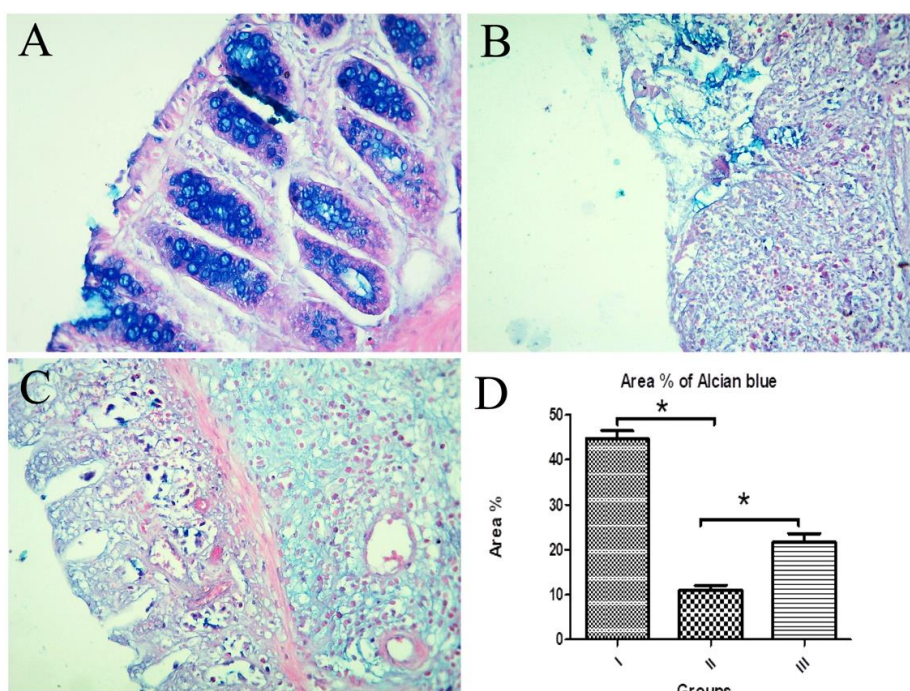 A
B
C
D
Area % of Alcian blue
Area %
50
40
30
20
10
0
*
*
I
II
III
Groups